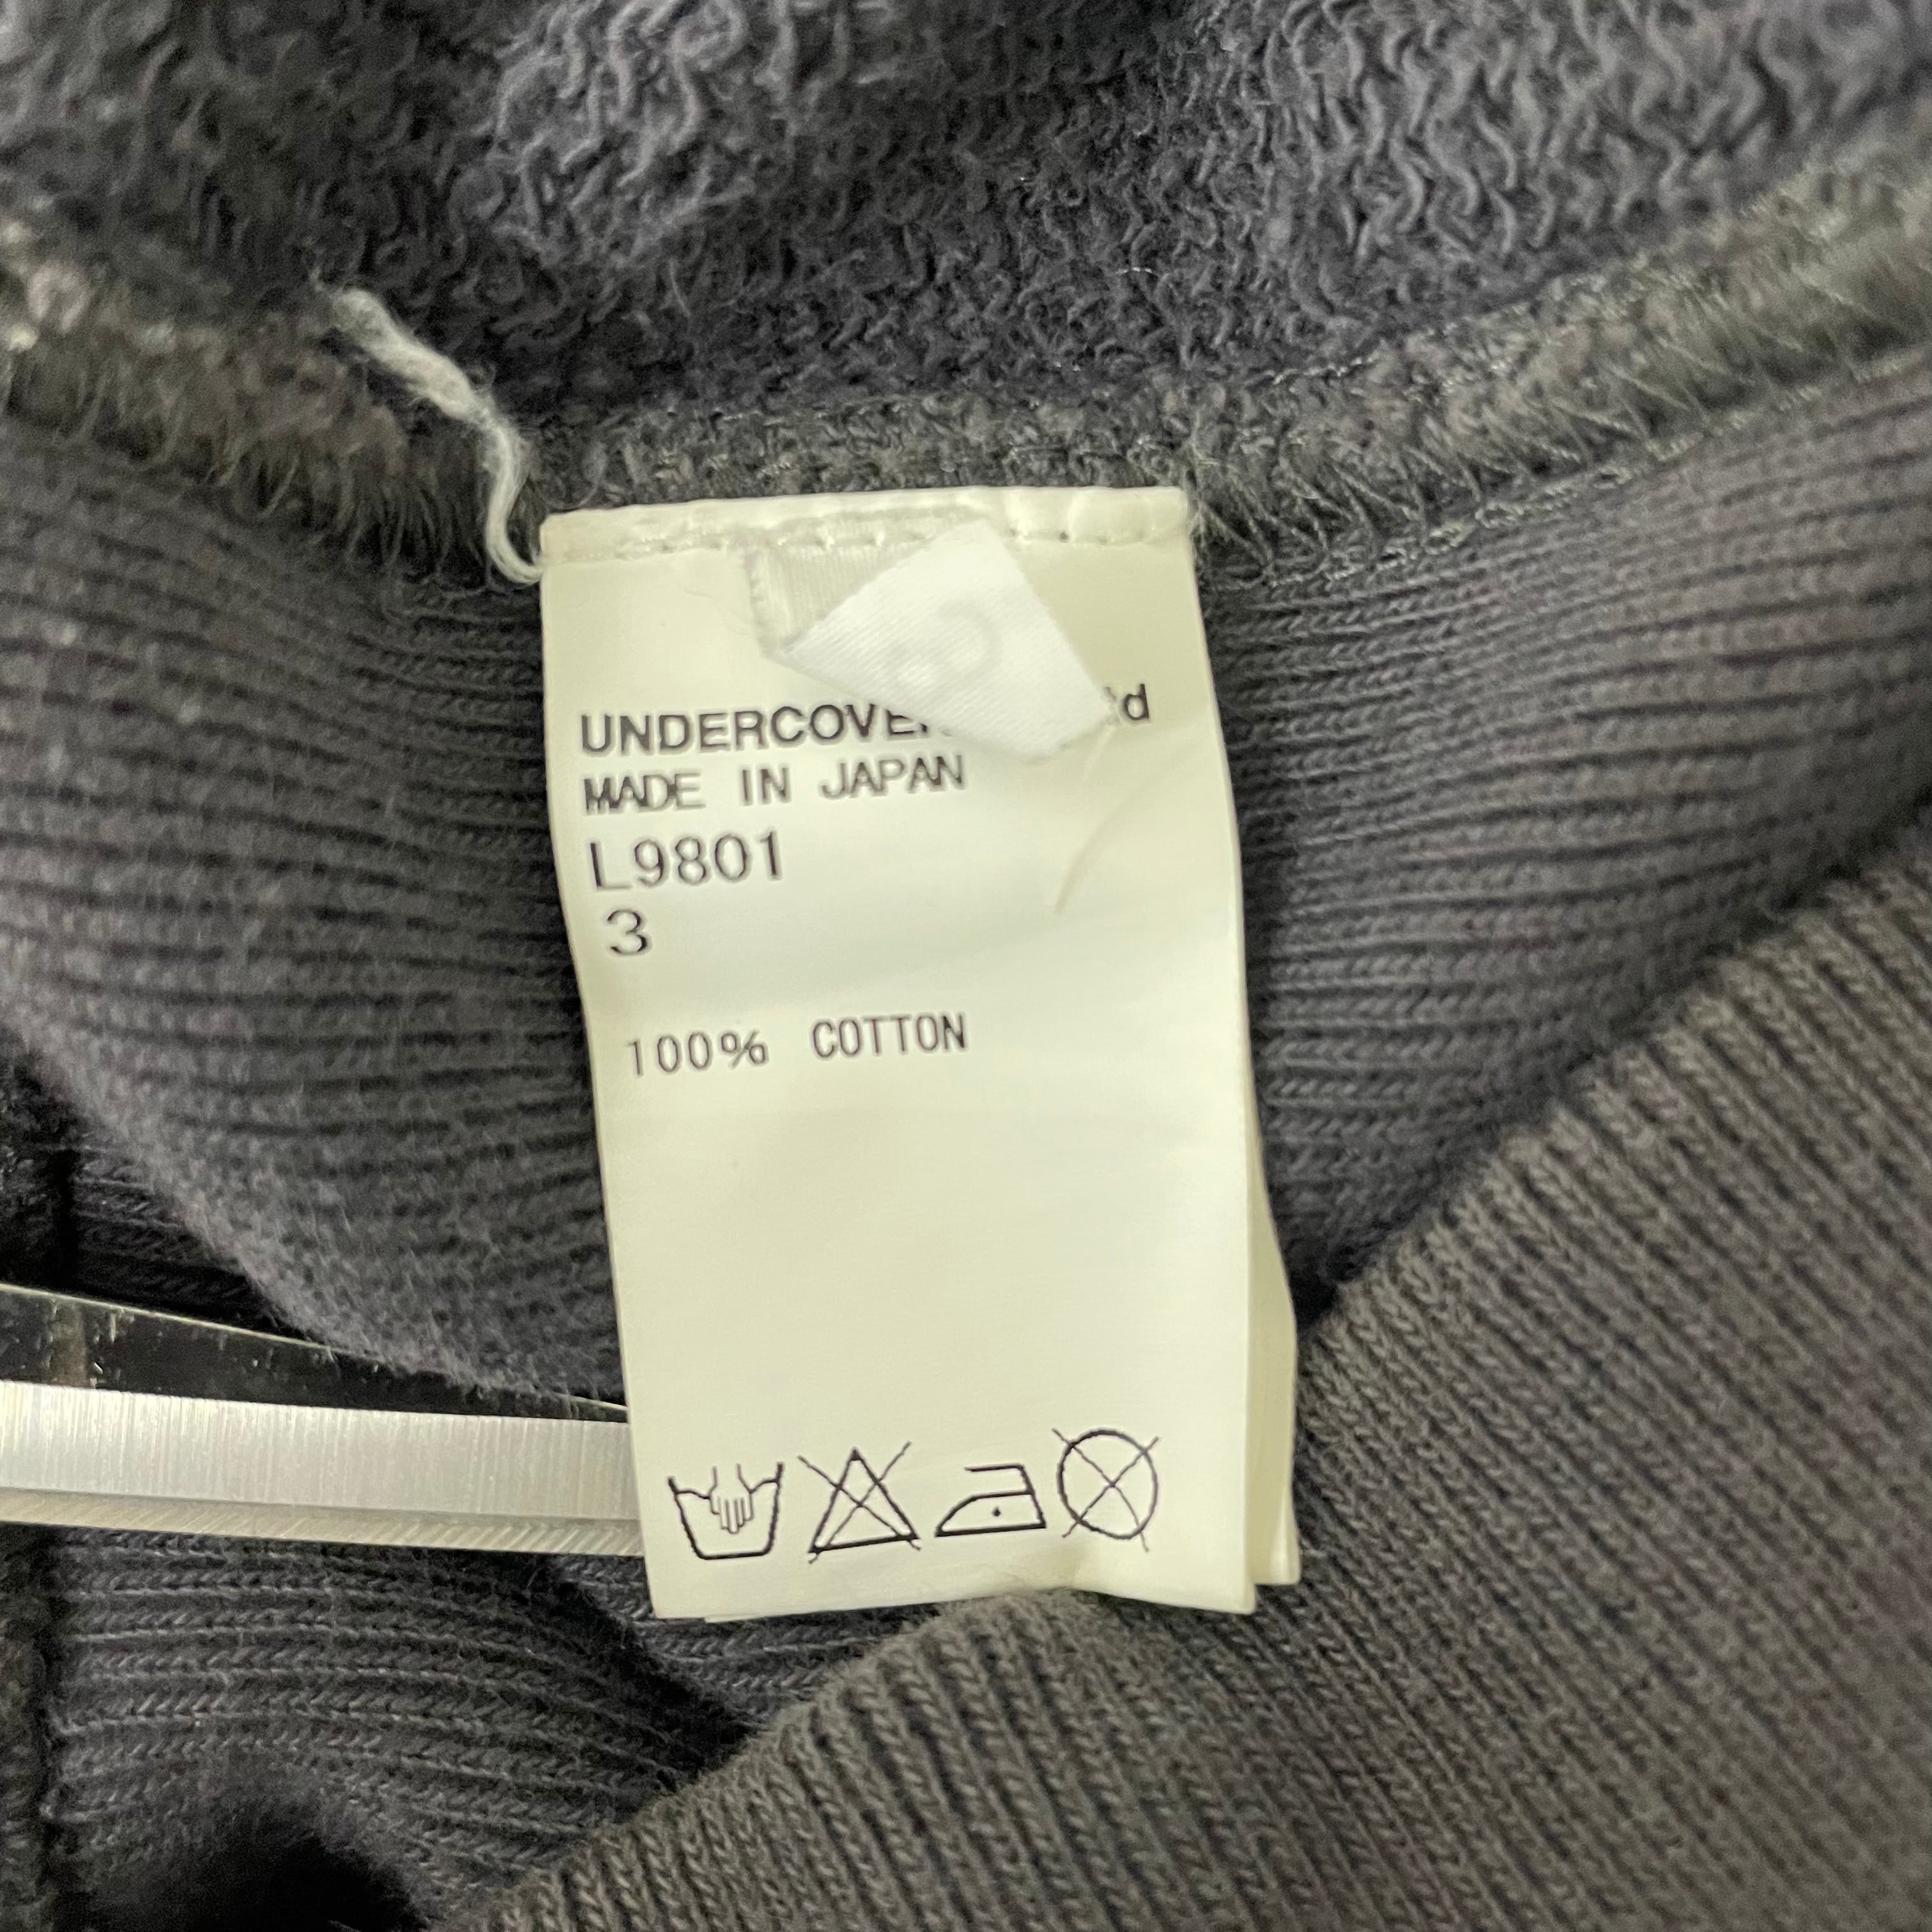 UNDERCOVER
MADE IN JAPAN
L9801
3
100% COTTON